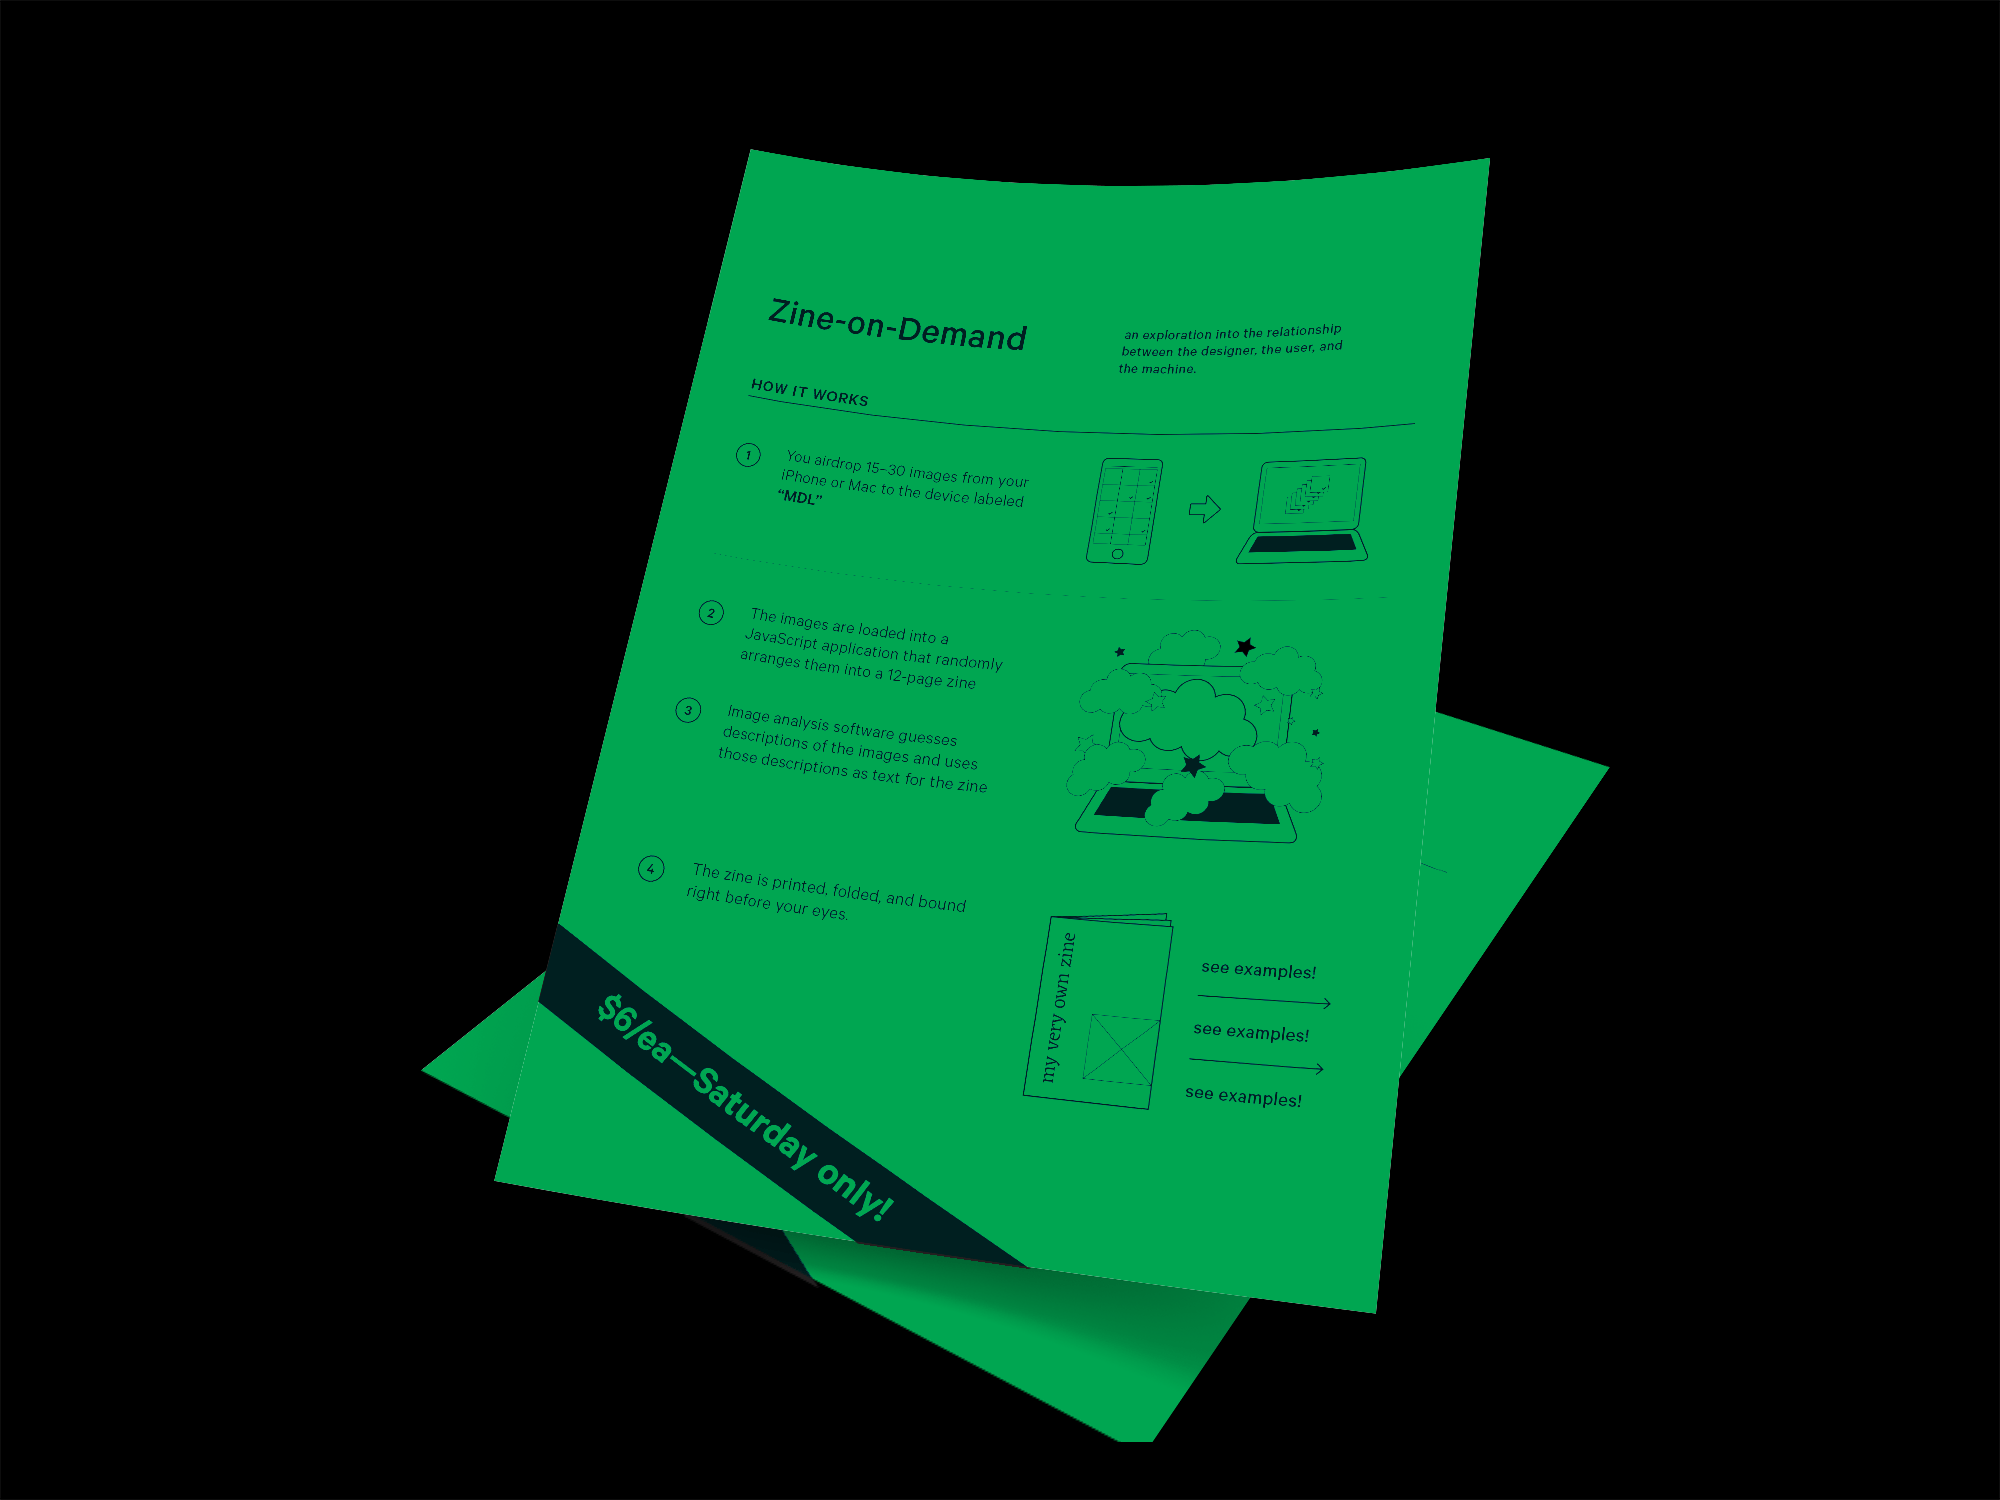 Zine-on-Demand
an exploration into the relationship
between the designer, the user, and
the machine.
HOW IT WORKS
1
You airdrop 15–30 images from your
iPhone or Mac to the device labeled
“MDL”
2
The images are loaded into a
JavaScript application that randomly
arranges them into a 12-page zine
3
Image analysis software guesses
descriptions of the images and uses
those descriptions as text for the zine
4
The zine is printed, folded, and bound
right before your eyes.
my very own zine
see examples!
see examples!
see examples!
$6/ea—Saturday only!